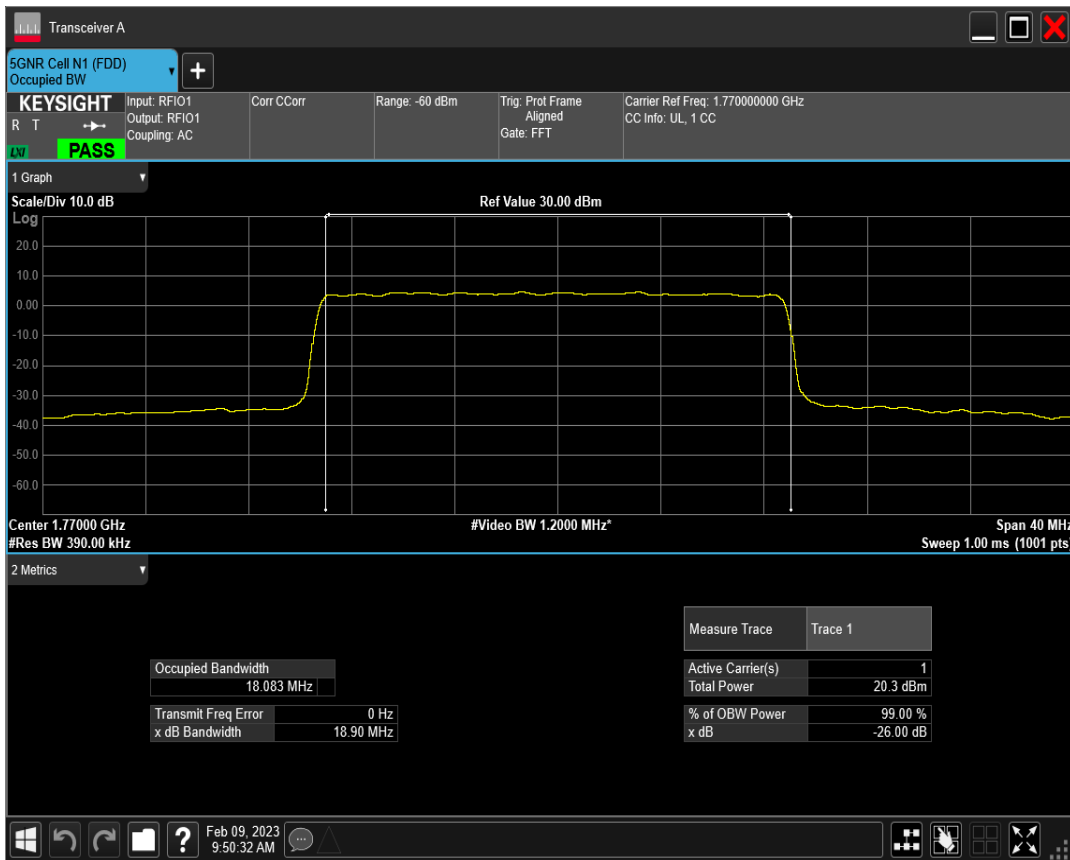 Transceiver A
5GNR Cell N1 (FDD)
Occupied BW
+
KEYSIGHT
R T
LXI
PASS
Input: RFIO1
Output: RFIO1
Coupling: AC
Corr CCorr
Range: -60 dBm
Trig: Prot Frame
Aligned
Gate: FFT
Carrier Ref Freq: 1.770000000 GHz
CC Info: UL, 1 CC
1 Graph
Scale/Div 10.0 dB
Ref Value 30.00 dBm
Log
20.0
10.0
0.00
-10.0
-20.0
-30.0
-40.0
-50.0
-60.0
Center 1.77000 GHz
#Video BW 1.2000 MHz*
Span 40 MHz
#Res BW 390.00 kHz
Sweep 1.00 ms (1001 pts)
2 Metrics
Measure Trace Trace 1
Occupied Bandwidth
18.083 MHz
Active Carrier(s) 1
Total Power 20.3 dBm
Transmit Freq Error 0 Hz
x dB Bandwidth 18.90 MHz
% of OBW Power 99.00 %
x dB -26.00 dB
?
Feb 09, 2023
9:50:32 AM